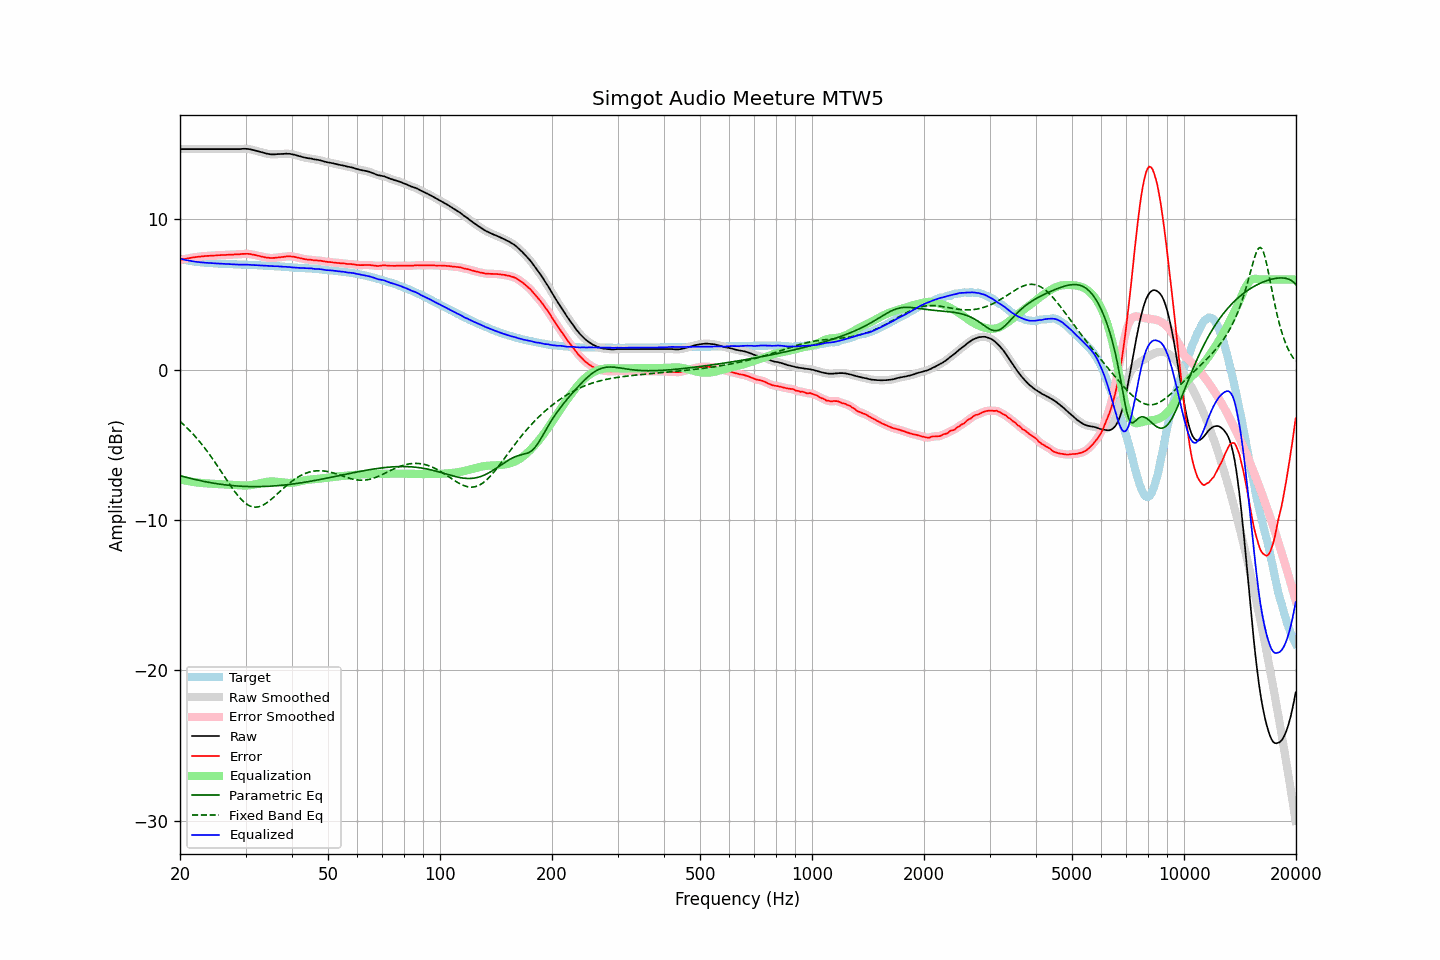 Simgot Audio Meeture MTW5
Amplitude (dBr)
10
0
−10
−20
−30
Target
Raw Smoothed
Error Smoothed
Raw
Error
Equalization
Parametric Eq
Fixed Band Eq
Equalized
20 50 100 200 500 1000 2000 5000 10000 20000
Frequency (Hz)